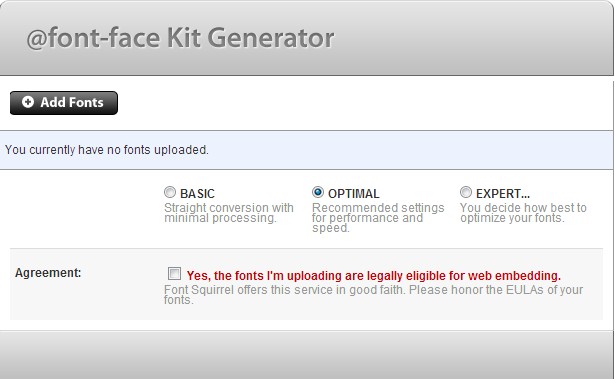 @font-face Kit Generator
Add Fonts
You currently have no fonts uploaded.
BASIC
Straight conversion with
minimal processing.
OPTIMAL
Recommended settings
for performance and
speed.
EXPERT...
You decide how best to
optimize your fonts.
Agreement:
Yes, the fonts I'm uploading are legally eligible for web embedding.
Font Squirrel offers this service in good faith. Please honor the EULAs of your
fonts.